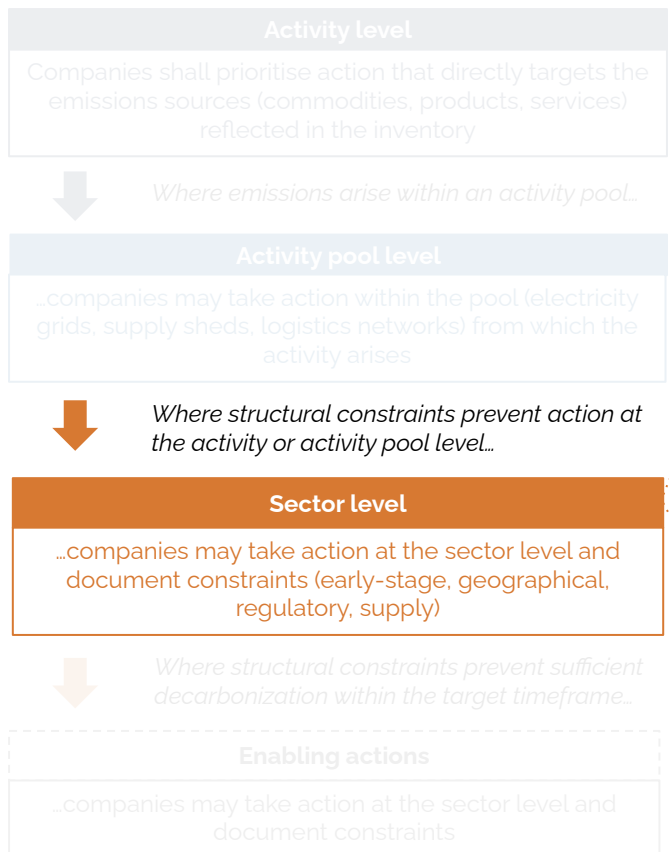 Activity level
Companies shall prioritise action that directly targets the
emissions sources (commodities, products, services)
reflected in the inventory
Where emissions arise within an activity pool…
Activity pool level
…companies may take action within the pool (electricity
grids, supply sheds, logistics networks) from which the
activity arises
Where structural constraints prevent action at
the activity or activity pool level…
Sector level
…companies may take action at the sector level and
document constraints (early-stage, geographical,
regulatory, supply)
Where structural constraints prevent sufficient
decarbonization within the target timeframe…
Enabling actions
…companies may take action at the sector level and
document constraints